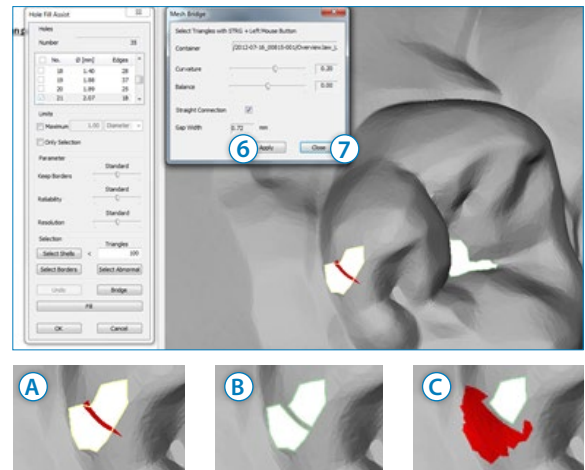 Hole Fill Assist
Holes
Number 38
No. Ø [mm] Edges
18 1.40 28
19 1.88 37
20 1.89 25
21 2.07 18
Limits
Maximum 1.00 Diameter
Only Selection
Parameter
Standard
Keep Borders
Standard
Reliability
Standard
Resolution
Selection
Triangles
Select Shells < 100
Select Borders Select Abnormal
Undo Bridge
Fill
OK Cancel
Mesh Bridge
Select Triangles with STRG + Left Mouse Button
Container
Curvature 0.30
Balance 0.00
Straight Connection
Gap Width 0.72 mm
6 Apply Close 7
A B C